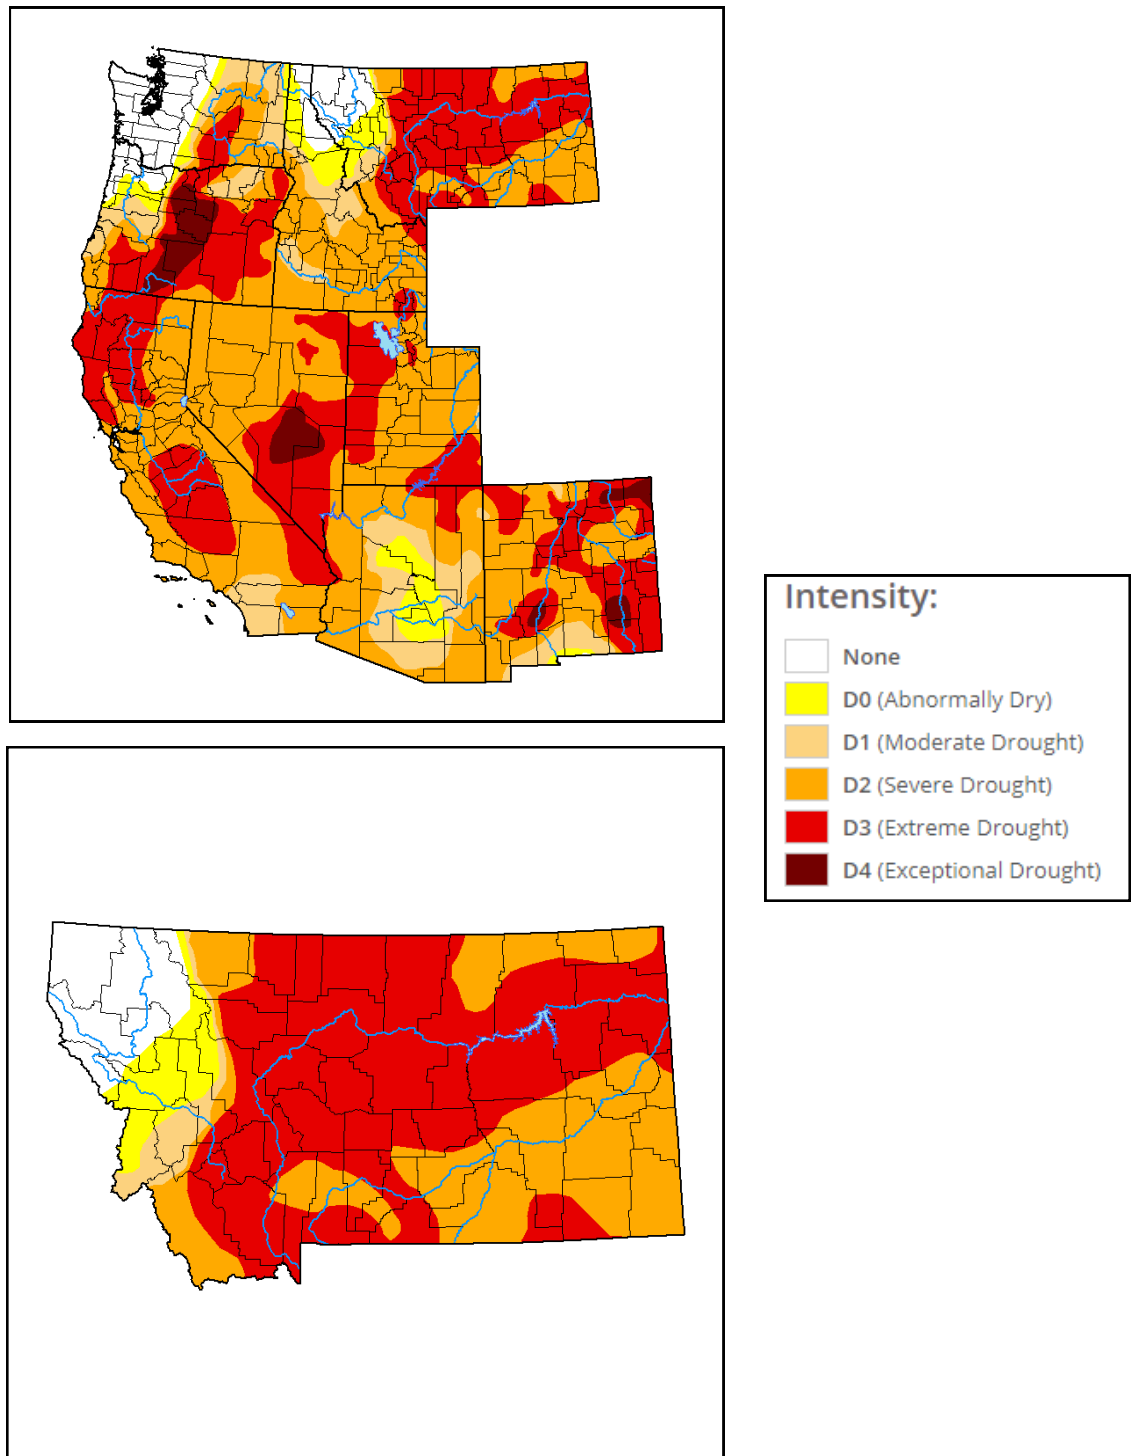 Intensity:
None
D0 (Abnormally Dry)
D1 (Moderate Drought)
D2 (Severe Drought)
D3 (Extreme Drought)
D4 (Exceptional Drought)